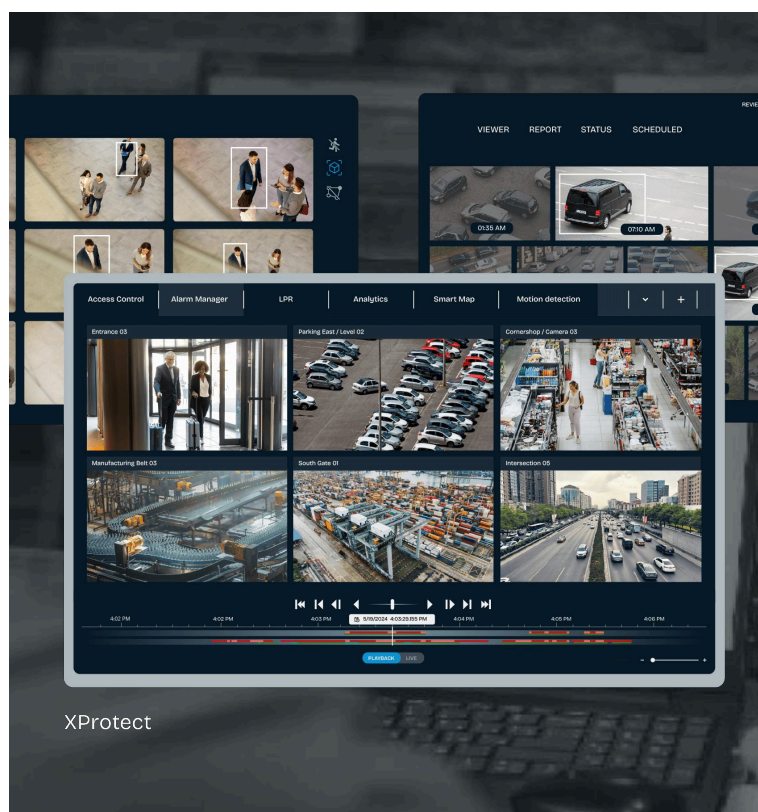 REVIE
VIEWER REPORT STATUS SCHEDULED
01:35 AM
07:10 AM
Access Control Alarm Manager LPR Analytics Smart Map Motion detection
Entrance 03 Parking East / Level 02 Cornershop / Camera 03
Manufacturing Belt 03 South Gate 01 Intersection 05
4:02 PM 4:02 PM 4:03 PM 5/19/2024 4:03:29.155 PM 4:04 PM 4:05 PM 4:06 PM
PLAYBACK LIVE
XProtect